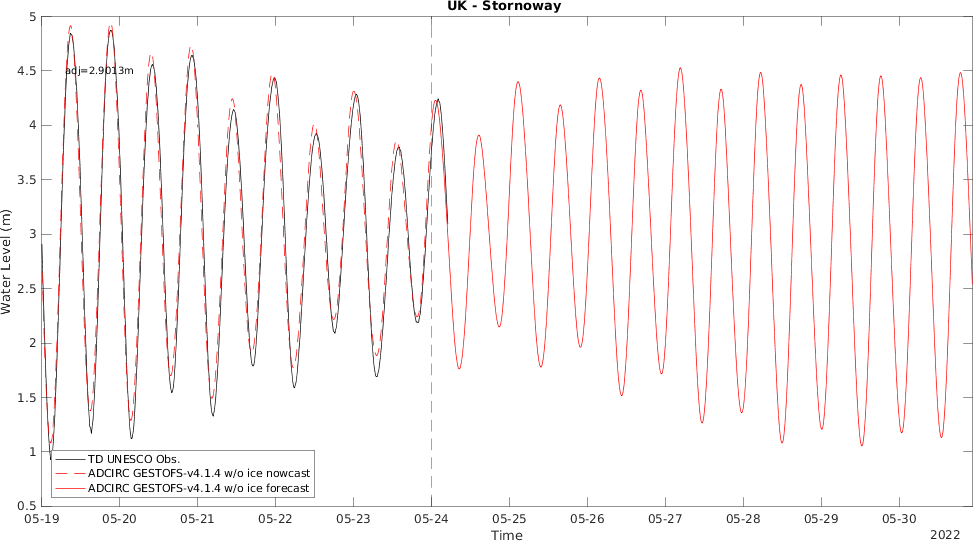 UK - Stornoway
5
4.5
4
3.5
3
2.5
2
1.5
1
0.5
Water Level (m)
adj=2.9013m
TD UNESCO Obs.
ADCIRC GESTOFS-v4.1.4 w/o ice nowcast
ADCIRC GESTOFS-v4.1.4 w/o ice forecast
05-19 05-20 05-21 05-22 05-23 05-24 05-25 05-26 05-27 05-28 05-29 05-30
Time
2022